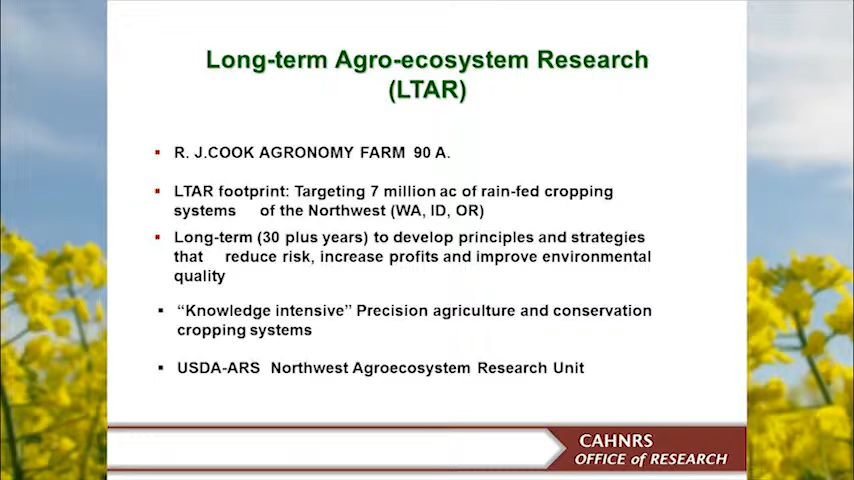 Long-term Agro-ecosystem Research
(LTAR)
▪ R. J.COOK AGRONOMY FARM 90 A.
▪ LTAR footprint: Targeting 7 million ac of rain-fed cropping
systems of the Northwest (WA, ID, OR)
▪ Long-term (30 plus years) to develop principles and strategies
that reduce risk, increase profits and improve environmental
quality
▪ “Knowledge intensive” Precision agriculture and conservation
cropping systems
▪ USDA-ARS Northwest Agroecosystem Research Unit
CAHNRS
OFFICE of RESEARCH